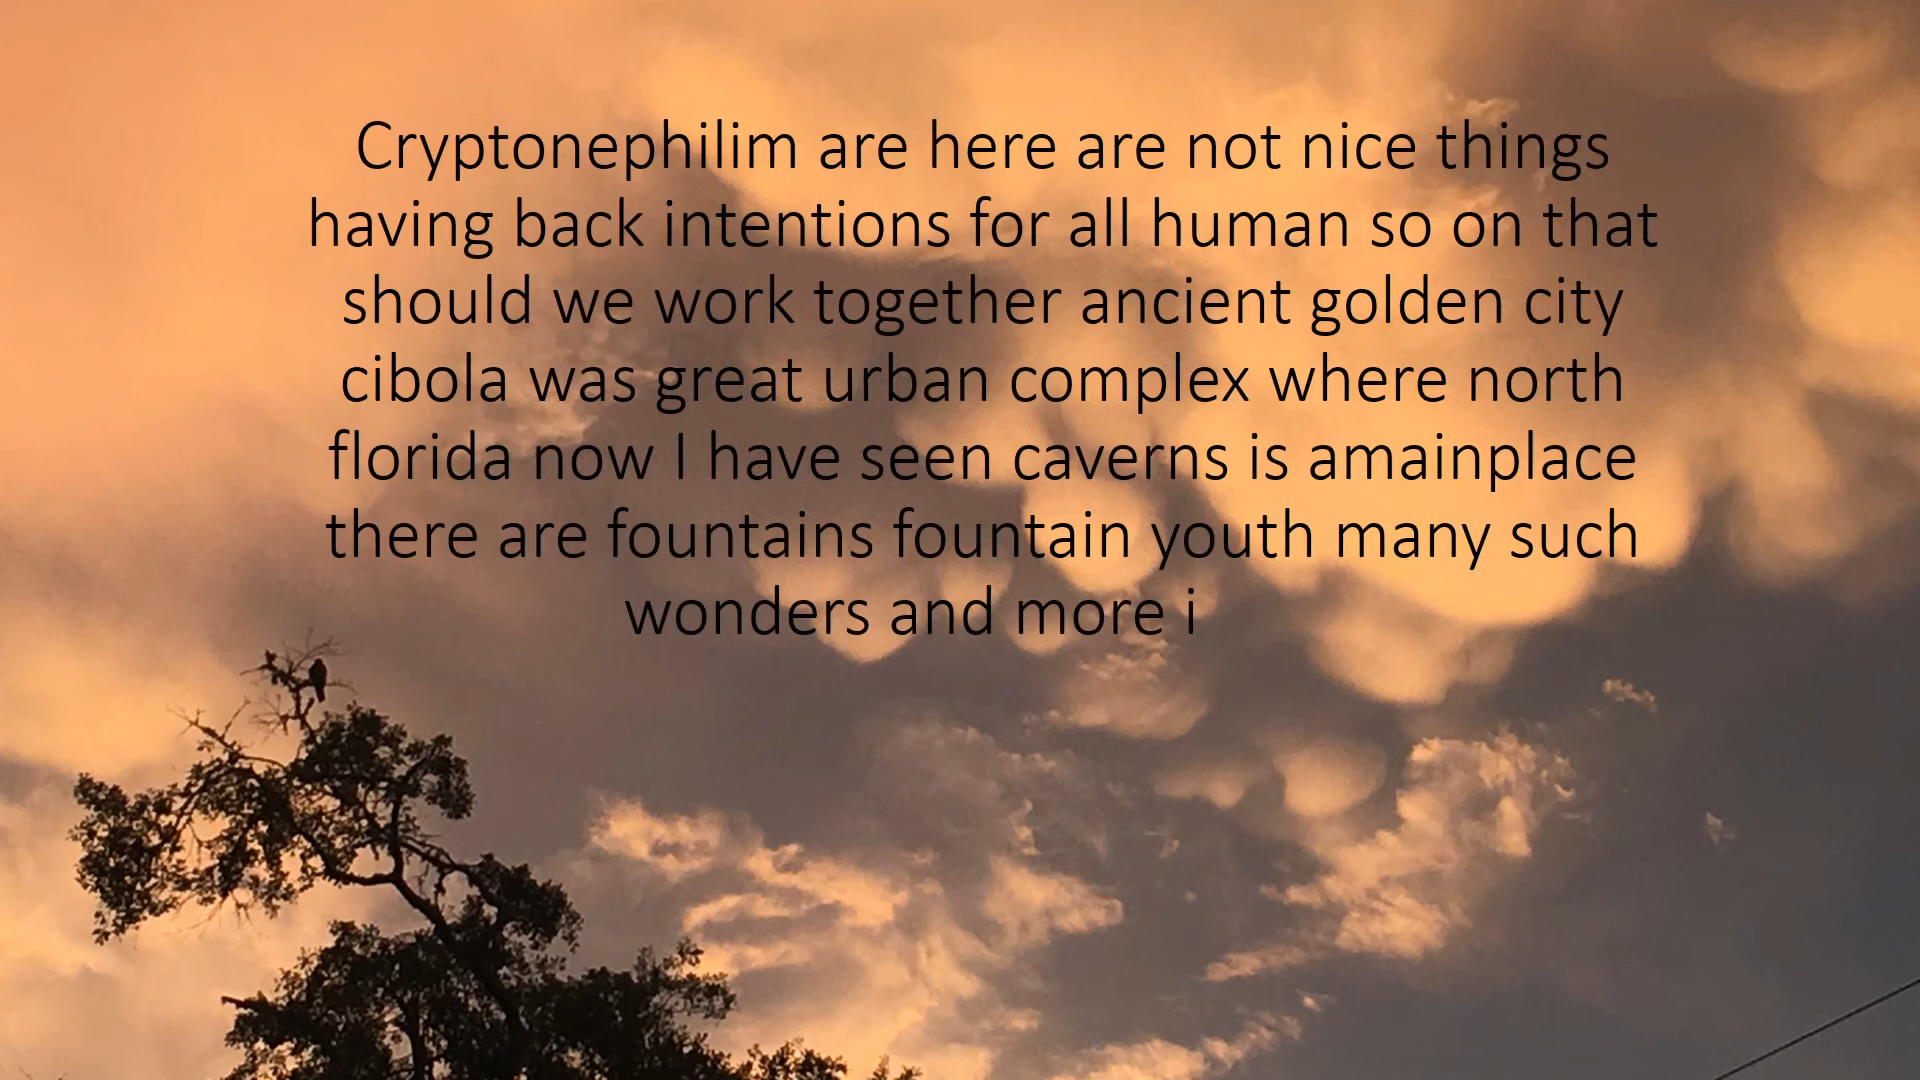 Cryptonephilim are here are not nice things
having back intentions for all human so on that
should we work together ancient golden city
cibola was great urban complex where north
florida now I have seen caverns is amainplace
there are fountains fountain youth many such
wonders and more i